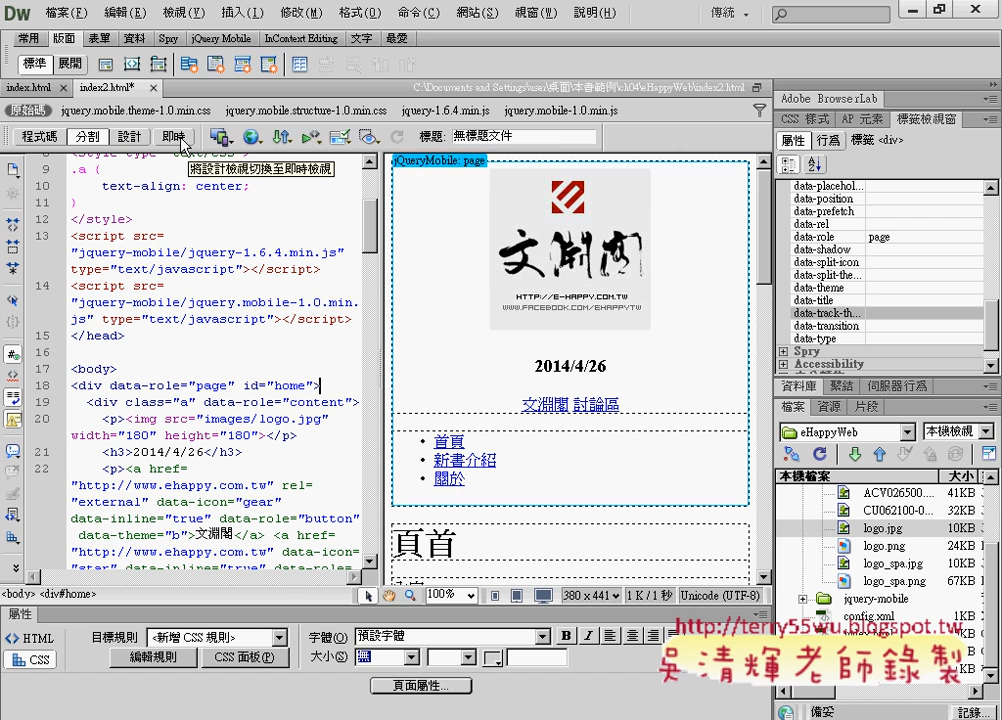 Dw 檔案(F) 編輯(E) 檢視(V) 插入(I) 修改(M) 格式(O) 命令(C) 網站(S) 視窗(W) 說明(H) 傳統
常用 版面 表單 資料 Spry jQuery Mobile InContext Editing 文字 最愛
標準 展開
index.html index2.html* C:\Documents and Settings\user\桌面\本書範例\ch04\eHappyWeb\index2.html
原始碼 jquery.mobile.theme-1.0.min.css jquery.mobile.structure-1.0.min.css jquery-1.6.4.min.js jquery.mobile-1.0.min.js
程式碼 分割 設計 即時 標題: 無標題文件
將設計檢視切換至即時檢視
9 <style type="text/css">
10 .a {
11 text-align: center;
}
12 </style>
13 <script src=
"jquery-mobile/jquery-1.6.4.min.js"
type="text/javascript"></script>
14 <script src=
"jquery-mobile/jquery.mobile-1.0.min.
js" type="text/javascript"></script>
15 </head>
16
17 <body>
18 <div data-role="page" id="home">
19 <div class="a" data-role="content">
20 <p><img src="images/logo.jpg"
width="180" height="180"></p>
21 <h3>2014/4/26</h3>
22 <p><a href=
"http://www.ehappy.com.tw" rel=
"external" data-icon="gear"
data-inline="true" data-role="button"
data-theme="b">文淵閣</a> <a href=
"http://www.ehappy.com.tw" data-icon=
"star" data-inline="true" data-role=
jQueryMobile: page
文淵閣
HTTP://E-HAPPY.COM.TW
WWW.FACEBOOK.COM/EHAPPYTW
2014/4/26
文淵閣 討論區
• 首頁
• 新書介紹
• 關於
頁首
<body> <div#home> 100% 380 x 441 1 K / 1 秒 Unicode (UTF-8)
Adobe BrowserLab
CSS 樣式 AP 元素 標籤檢視窗
屬性 行為 標籤 <div>
data-placehol...
data-position
data-prefetch
data-rel
data-role page
data-shadow
data-split-icon
data-split-the...
data-theme
data-title
data-track-th...
data-transition
data-type
Spry
Accessibility
資料庫 繫結 伺服器行爲
檔案 資源 片段
eHappyWeb 本機檢視
本機檔案 大小
ACV026500.... 41KB
CU062100-0... 32KB
logo.jpg 10KB
logo.png 24KB
logo_spa.jpg 10KB
logo_spa.png 67KB
jquery-mobile
config.xml 1KB
備妥 記錄...
屬性
<> HTML 目標規則 <新增 CSS 規則> 字體(O) 預設字體 B I
CSS 編輯規則 CSS 面板(P) 大小(S) 無
頁面屬性...
http://terry55wu.blogspot.tw
吳清輝老師錄製